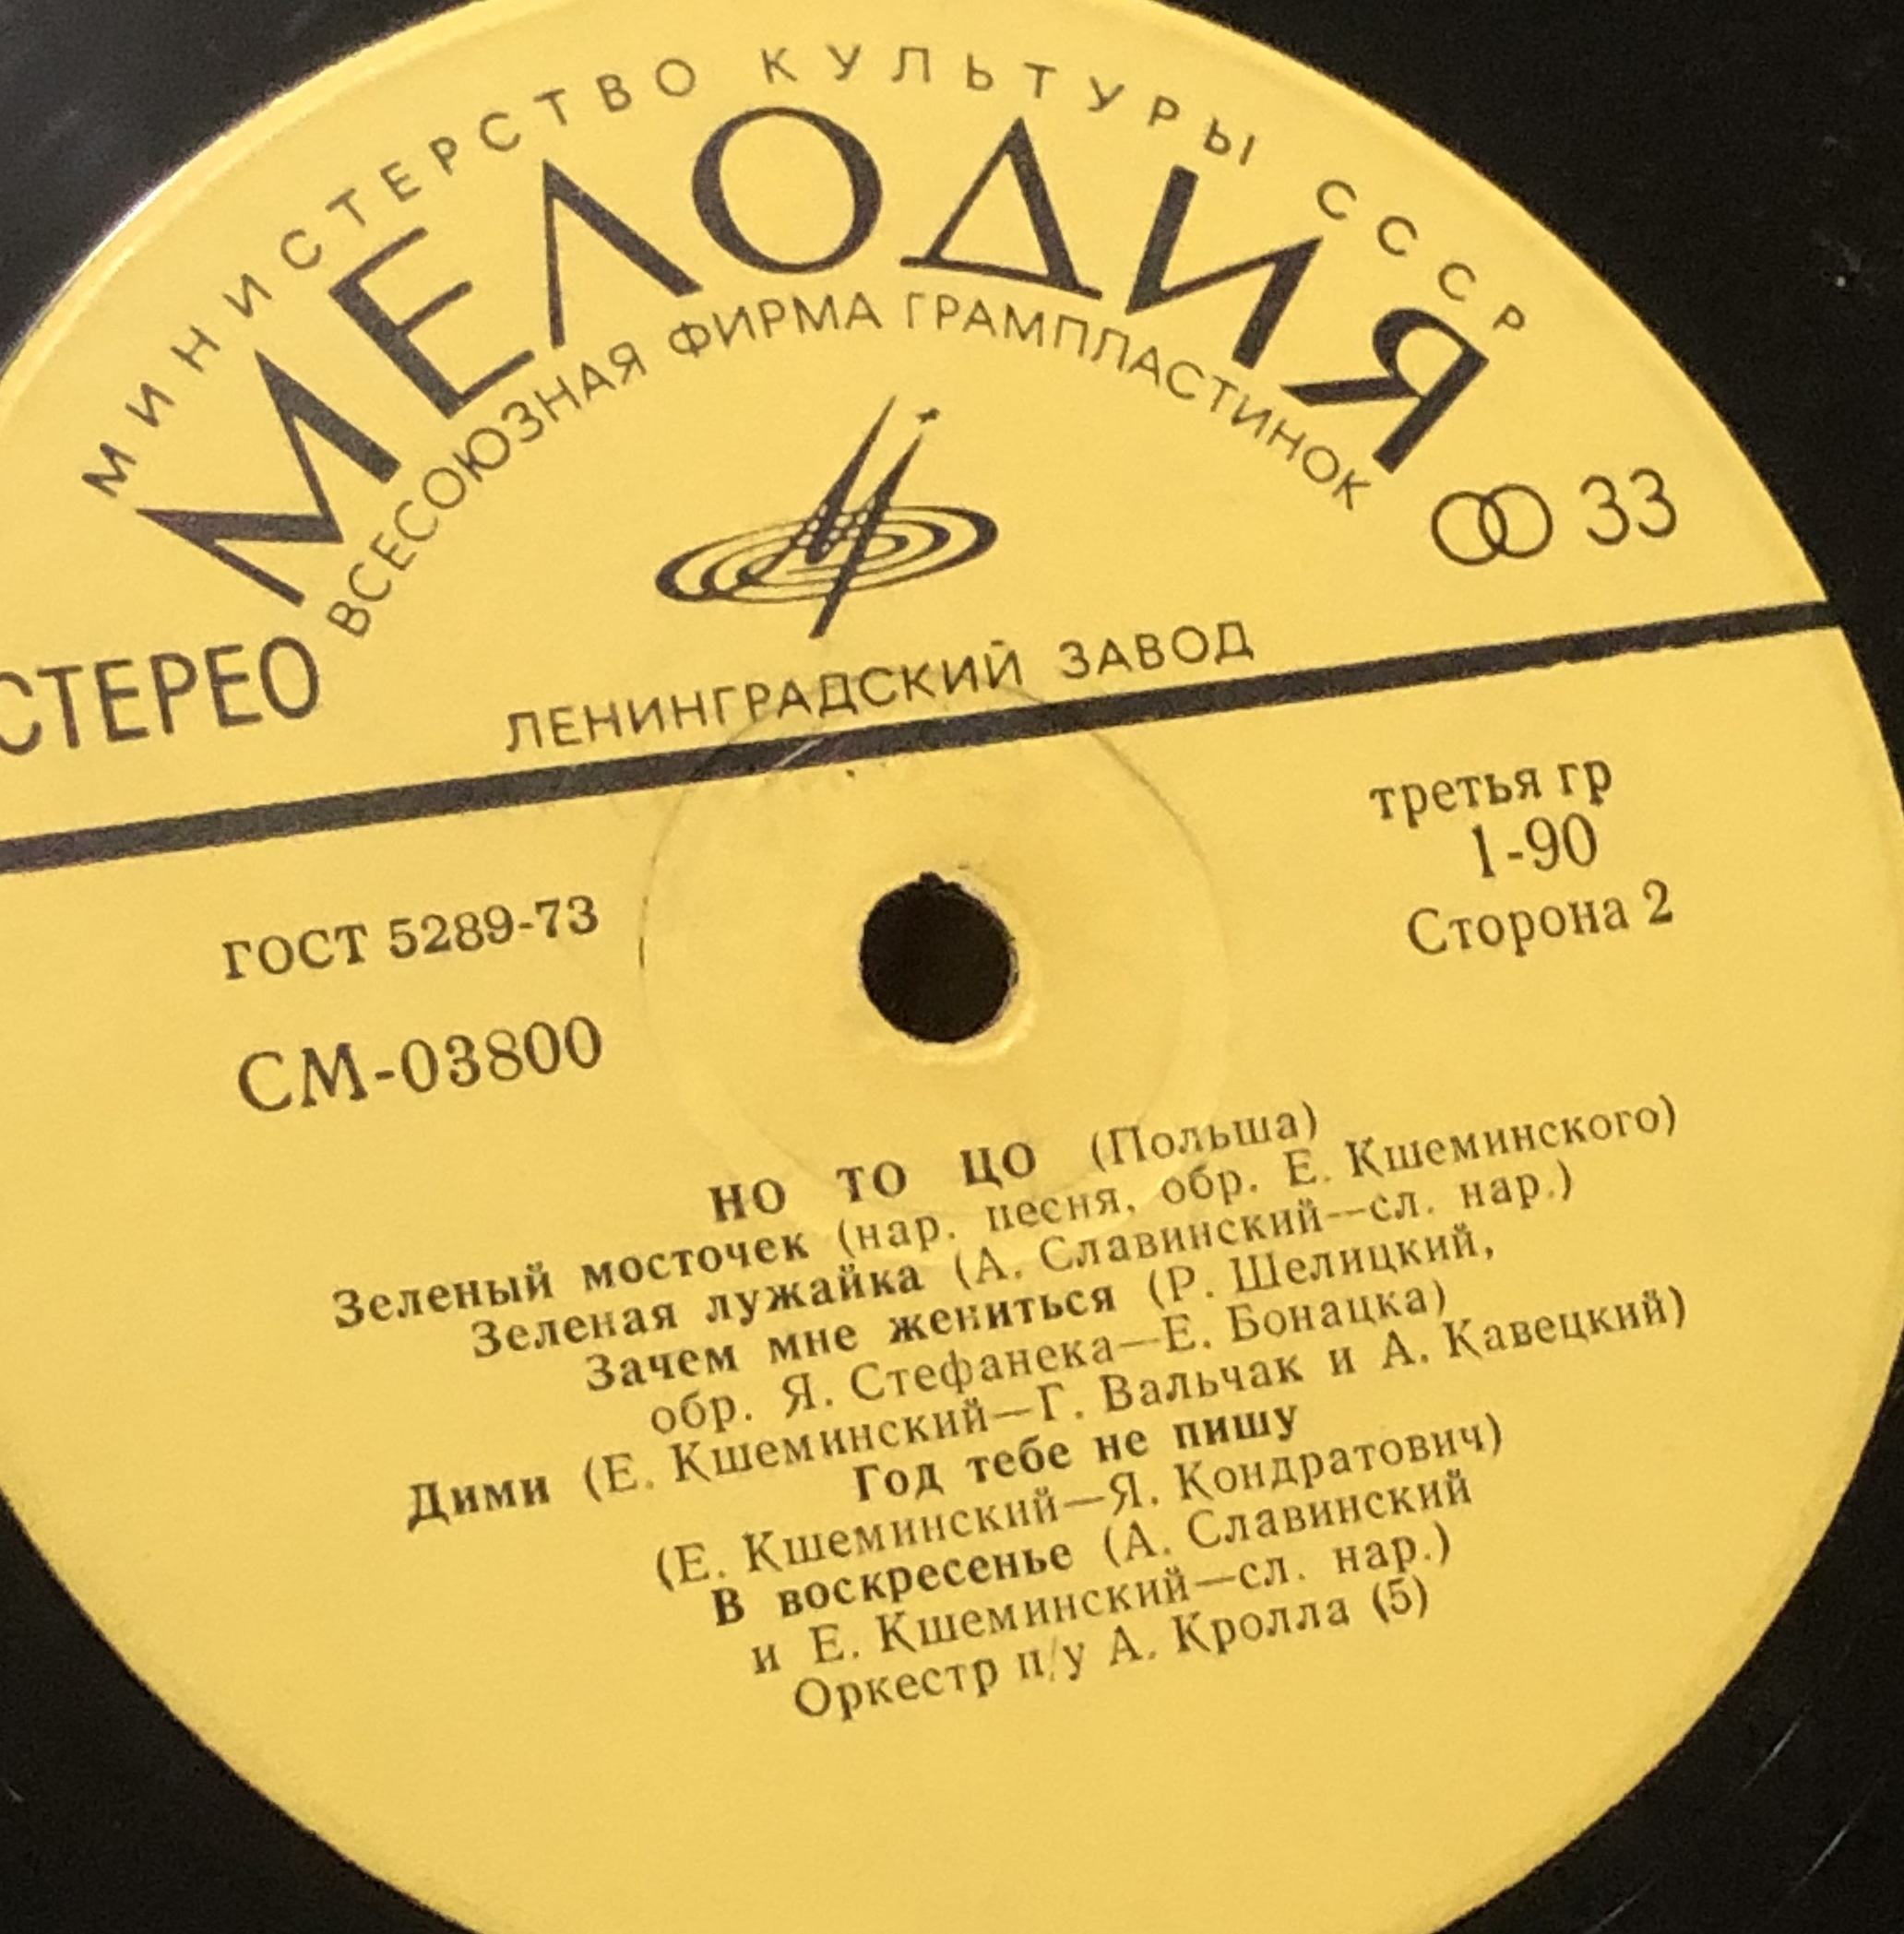 МИНИСТЕРСТВО КУЛЬТУРЫ СССР
МЕЛОДИЯ
ВСЕСОЮЗНАЯ ФИРМА ГРАМПЛАСТИНОК
33
СТЕРЕО
ЛЕНИНГРАДСКИЙ ЗАВОД
третья гр
1-90
Сторона 2
ГОСТ 5289-73
СМ-03800
НО ТО ЦО (Польша)
Зеленый мосточек (нар. песня, обр. Е. Кшеминского)
Зеленая лужайка (А. Славинский—сл. нар.)
Зачем мне жениться (Р. Шелицкий,
обр. Я. Стефанека—Е. Бонацка)
Дими (Е. Кшеминский—Г. Вальчак и А. Кавецкий)
Год тебе не пишу
(Е. Кшеминский—Я. Кондратович)
В воскресенье (А. Славинский
и Е. Кшеминский—сл. нар.)
Оркестр п/у А. Кролла (5)